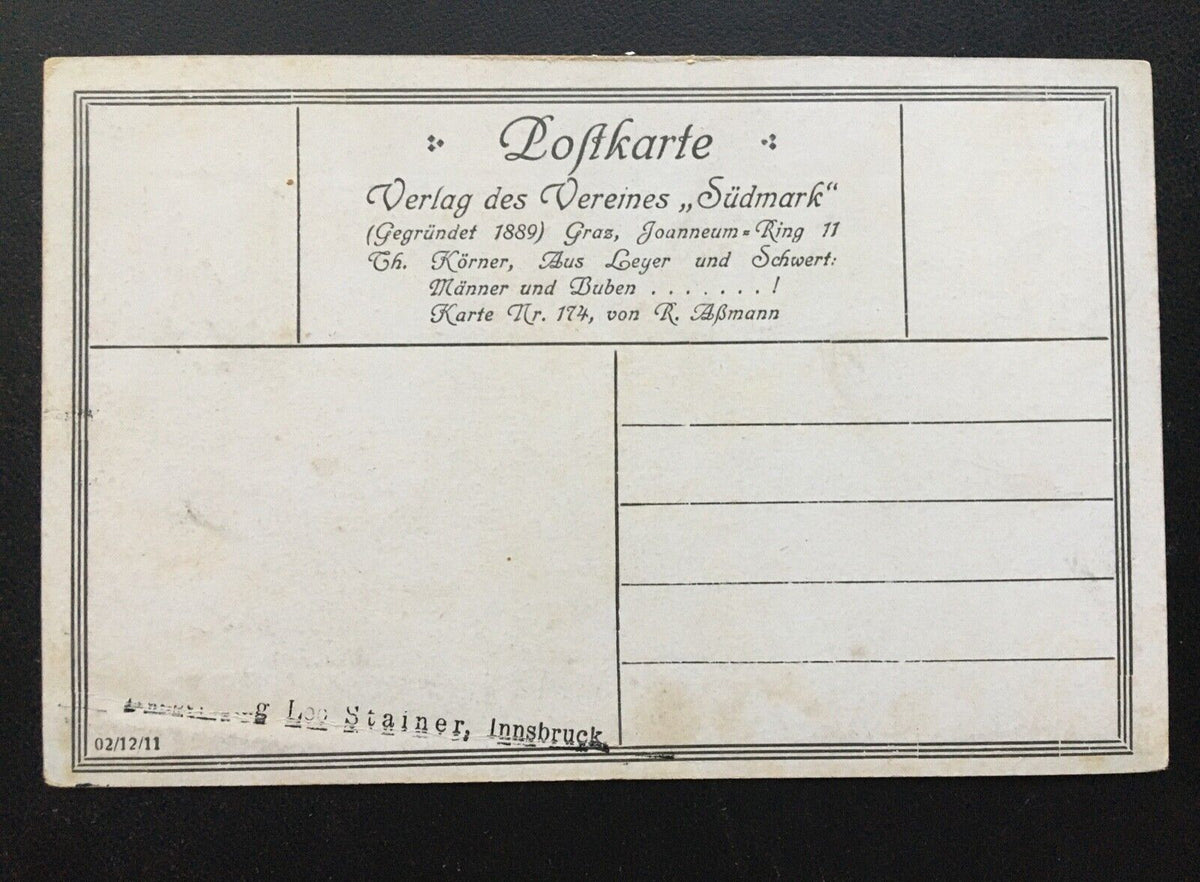 Postkarte
Verlag des Vereines „Südmark“
(Gegründet 1889) Graz, Joanneum=Ring 11
Th. Körner, Aus Leyer und Schwert:
Männer und Buben . . . . . . . !
Karte Nr. 174, von R. Aßmann
Leo Stainer, Innsbruck
02/12/11